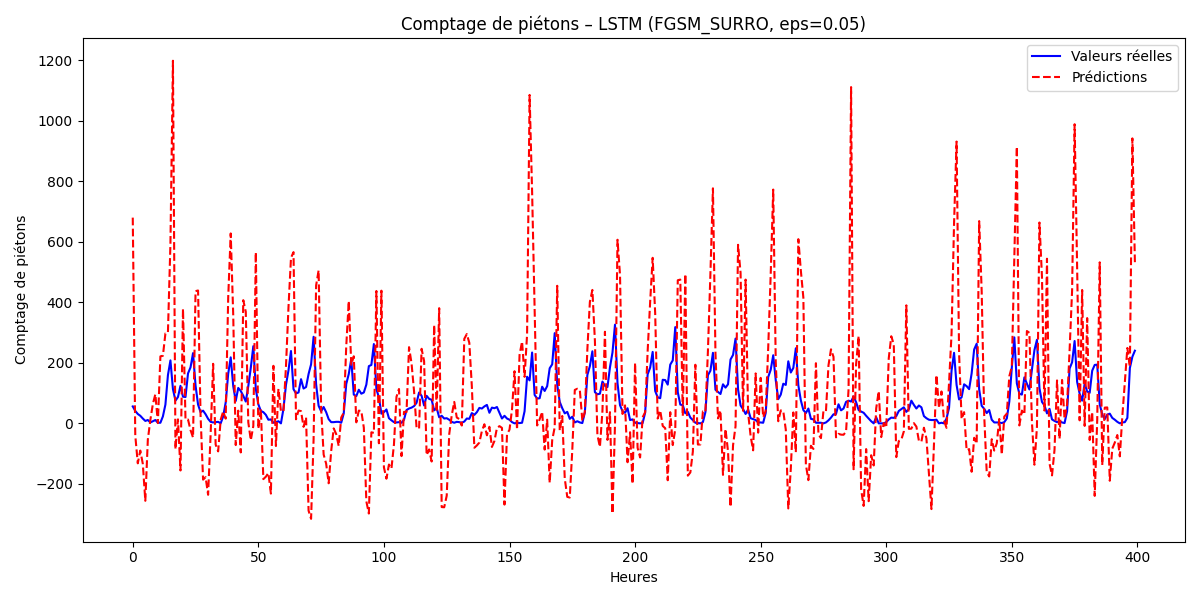 Comptage de piétons – LSTM (FGSM_SURRO, eps=0.05)
Valeurs réelles
Prédictions
Comptage de piétons
1200
1000
800
600
400
200
0
−200
0 50 100 150 200 250 300 350 400
Heures